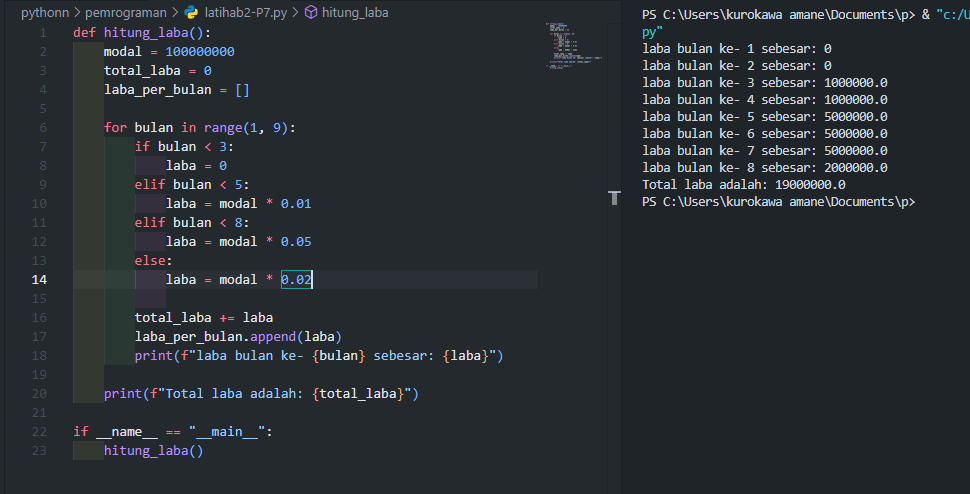 pythonn > pemrograman > latihab2-P7.py > hitung_laba
1 def hitung_laba():
2     modal = 100000000
3     total_laba = 0
4     laba_per_bulan = []
5
6     for bulan in range(1, 9):
7         if bulan < 3:
8             laba = 0
9         elif bulan < 5:
10             laba = modal * 0.01
11         elif bulan < 8:
12             laba = modal * 0.05
13         else:
14             laba = modal * 0.02
15
16         total_laba += laba
17         laba_per_bulan.append(laba)
18         print(f"laba bulan ke- {bulan} sebesar: {laba}")
19
20     print(f"Total laba adalah: {total_laba}")
21
22 if __name__ == "__main__":
23     hitung_laba()
PS C:\Users\kurokawa amane\Documents\p> & "c:/U
py"
laba bulan ke- 1 sebesar: 0
laba bulan ke- 2 sebesar: 0
laba bulan ke- 3 sebesar: 1000000.0
laba bulan ke- 4 sebesar: 1000000.0
laba bulan ke- 5 sebesar: 5000000.0
laba bulan ke- 6 sebesar: 5000000.0
laba bulan ke- 7 sebesar: 5000000.0
laba bulan ke- 8 sebesar: 2000000.0
Total laba adalah: 19000000.0
PS C:\Users\kurokawa amane\Documents\p>